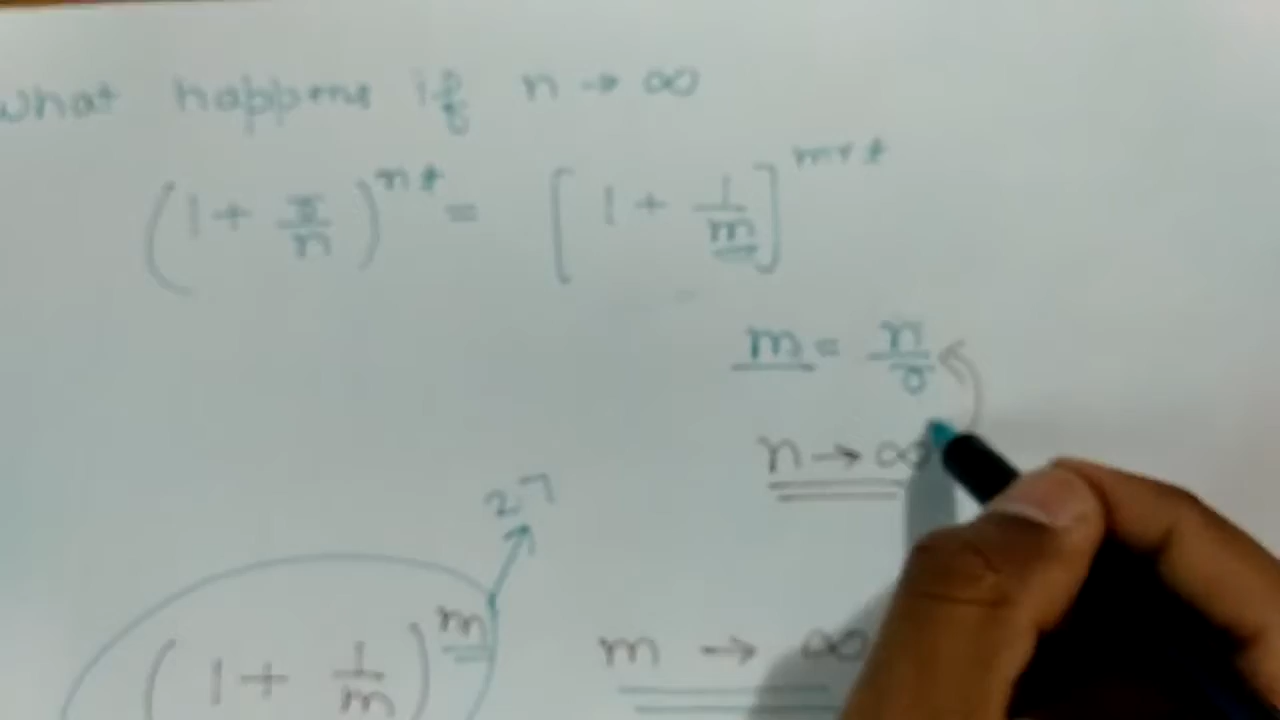 What happens if n → ∞
(1 + r/n)^nt = [1 + 1/m]^mrt
m = n/r
n → ∞
27
(1 + 1/m)^m m → ∞